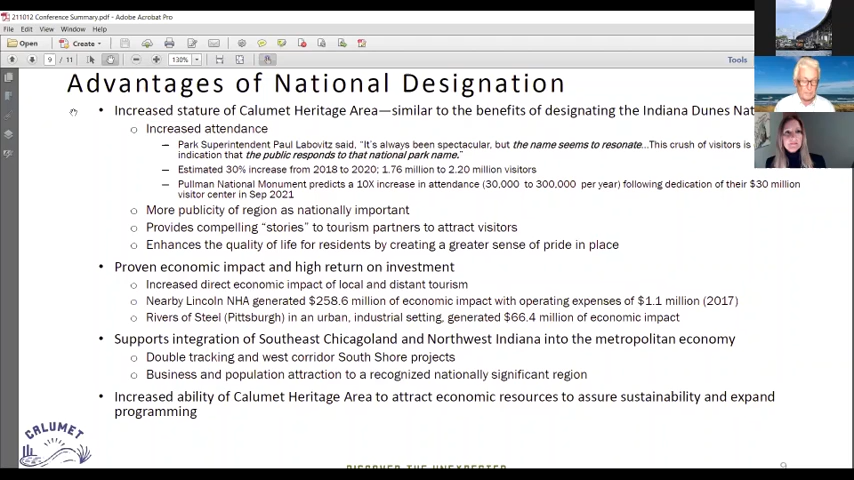 211012 Conference Summary.pdf - Adobe Acrobat Pro
File Edit View Window Help
Open Create
9 / 11 130% Tools
Advantages of National Designation
• Increased stature of Calumet Heritage Area—similar to the benefits of designating the Indiana Dunes Nat
○ Increased attendance
– Park Superintendent Paul Labovitz said, "It's always been spectacular, but the name seems to resonate...This crush of visitors is
indication that the public responds to that national park name."
– Estimated 30% increase from 2018 to 2020; 1.76 million to 2.20 million visitors
– Pullman National Monument predicts a 10X increase in attendance (30,000 to 300,000 per year) following dedication of their $30 million
visitor center in Sep 2021
○ More publicity of region as nationally important
○ Provides compelling "stories" to tourism partners to attract visitors
○ Enhances the quality of life for residents by creating a greater sense of pride in place
• Proven economic impact and high return on investment
○ Increased direct economic impact of local and distant tourism
○ Nearby Lincoln NHA generated $258.6 million of economic impact with operating expenses of $1.1 million (2017)
○ Rivers of Steel (Pittsburgh) in an urban, industrial setting, generated $66.4 million of economic impact
• Supports integration of Southeast Chicagoland and Northwest Indiana into the metropolitan economy
○ Double tracking and west corridor South Shore projects
○ Business and population attraction to a recognized nationally significant region
• Increased ability of Calumet Heritage Area to attract economic resources to assure sustainability and expand
programming
CALUMET
DISCOVER THE UNEXPECTED
9